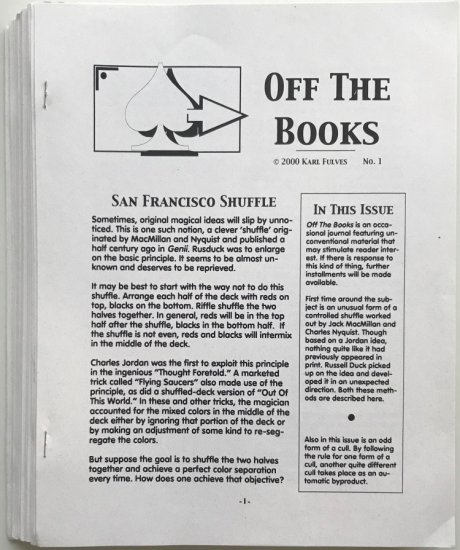 OFF THE
BOOKS
© 2000 KARL FULVES No. 1
SAN FRANCISCO SHUFFLE
Sometimes, original magical ideas will slip by unno-
ticed. This is one such notion, a clever 'shuffle' orig-
inated by MacMillan and Nyquist and published a
half century ago in Genii. Rusduck was to enlarge
on the basic principle. It seems to be almost un-
known and deserves to be reprieved.
It may be best to start with the way not to do this
shuffle. Arrange each half of the deck with reds on
top, blacks on the bottom. Riffle shuffle the two
halves together. In general, reds will be in the top
half after the shuffle, blacks in the bottom half. If
the shuffle is not even, reds and blacks will intermix
in the middle of the deck.
Charles Jordan was the first to exploit this principle
in the ingenious "Thought Foretold." A marketed
trick called "Flying Saucers" also made use of the
principle, as did a shuffled-deck version of "Out Of
This World." In these and other tricks, the magician
accounted for the mixed colors in the middle of the
deck either by ignoring that portion of the deck or
by making an adjustment of some kind to re-seg-
regate the colors.
But suppose the goal is to shuffle the two halves
together and achieve a perfect color separation
every time. How does one achieve that objective?
IN THIS ISSUE
Off The Books is an occa-
sional journal featuring un-
conventional material that
may stimulate reader inter-
est. If there is response to
this kind of thing, further
installments will be made
available.
First time around the sub-
ject is an unusual form of a
controlled shuffle worked
out by Jack MacMillan and
Charles Nyquist. Though
based on a Jordan idea,
nothing quite like it had
previously appeared in
print. Russell Duck picked
up on the idea and devel-
oped it in an unexpected
direction. Both these meth-
ods are described here.
Also in this issue is an odd
form of a cull. By following
the rule for one form of a
cull, another quite different
cull takes place as an au-
tomatic byproduct.
-1-